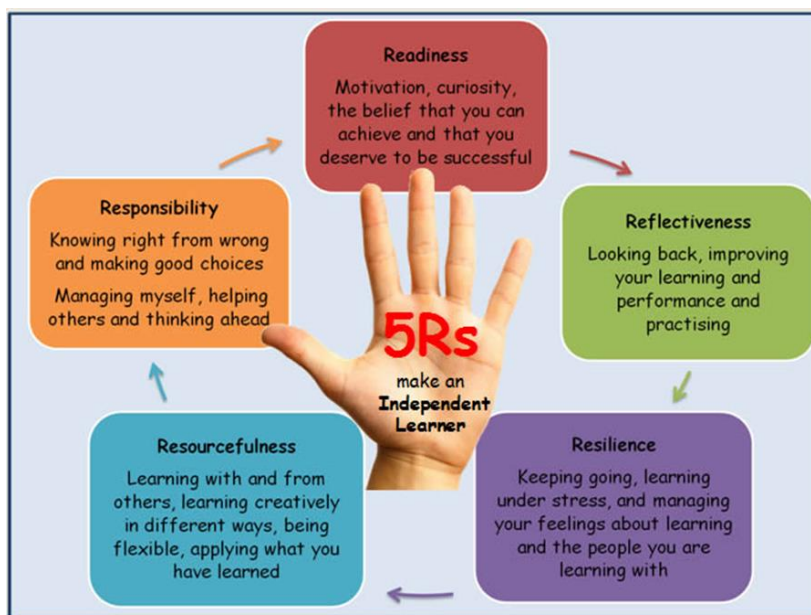 Readiness
Motivation, curiosity,
the belief that you can
achieve and that you
deserve to be successful
Responsibility
Knowing right from wrong
and making good choices
Managing myself, helping
others and thinking ahead
Reflectiveness
Looking back, improving
your learning and
performance and
practising
5Rs
make an
Independent
Learner
Resourcefulness
Learning with and from
others, learning creatively
in different ways, being
flexible, applying what you
have learned
Resilience
Keeping going, learning
under stress, and managing
your feelings about learning
and the people you are
learning with